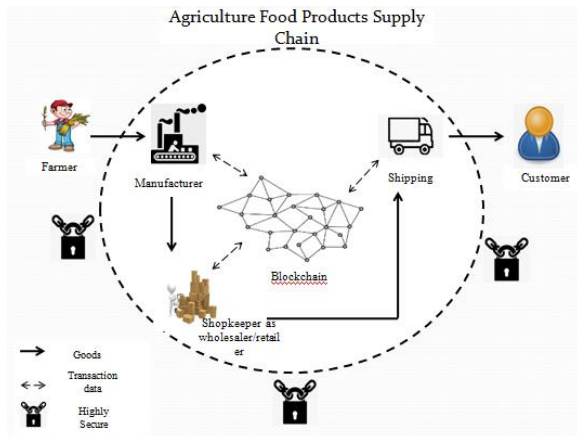 Agriculture Food Products Supply
Chain
Farmer
Manufacturer
Shipping
Customer
Blockchain
Shopkeeper as
wholesaler/retail
er
Goods
Transaction
data
Highly
Secure